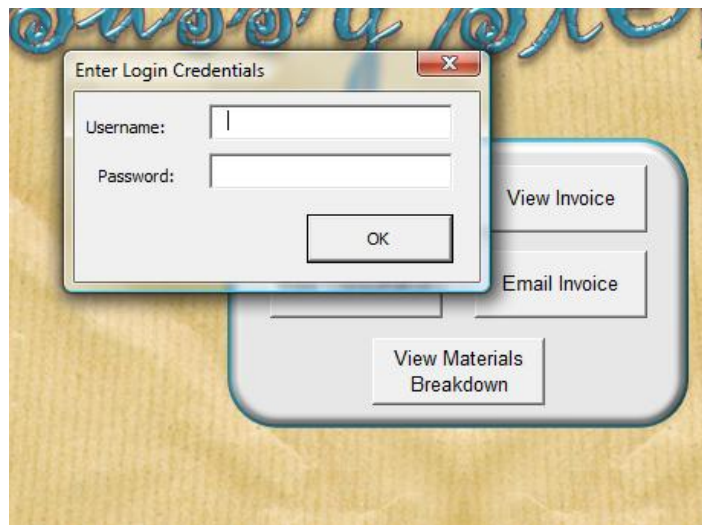 Enter Login Credentials
Username:
Password:
OK
View Invoice
Email Invoice
View Materials
Breakdown